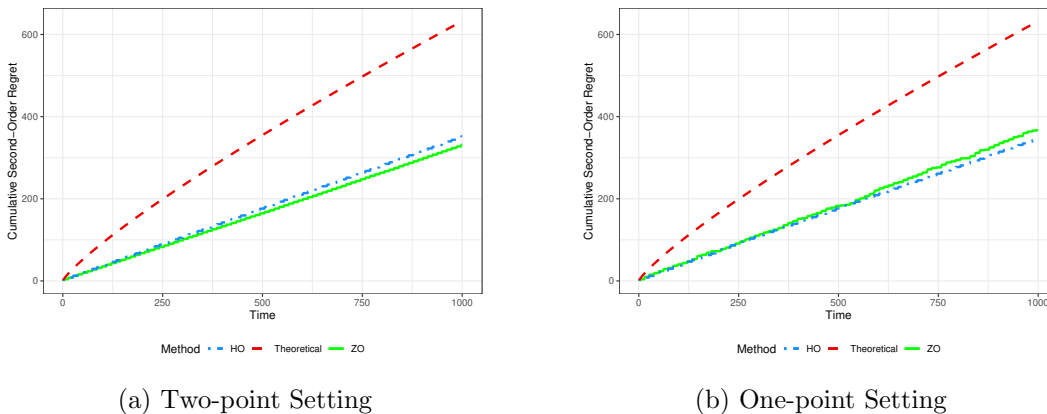 600
400
200
0
Cumulative Second-Order Regret
0 250 500 750 1000
Time
Method HO Theoretical ZO
(a) Two-point Setting
600
400
200
0
Cumulative Second-Order Regret
0 250 500 750 1000
Time
Method HO Theoretical ZO
(b) One-point Setting